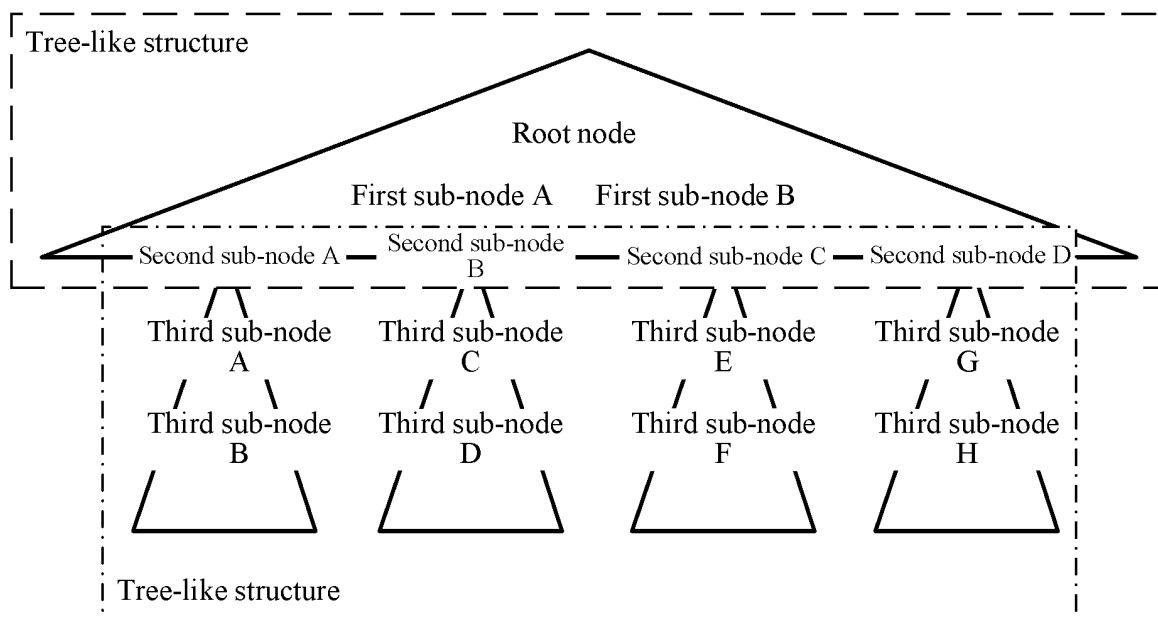 Tree-like structure
Root node
First sub-node A First sub-node B
Second sub-node A
Second sub-node
B
Second sub-node C
Second sub-node D
Third sub-node
A
Third sub-node
C
Third sub-node
E
Third sub-node
G
Third sub-node
B
Third sub-node
D
Third sub-node
F
Third sub-node
H
Tree-like structure